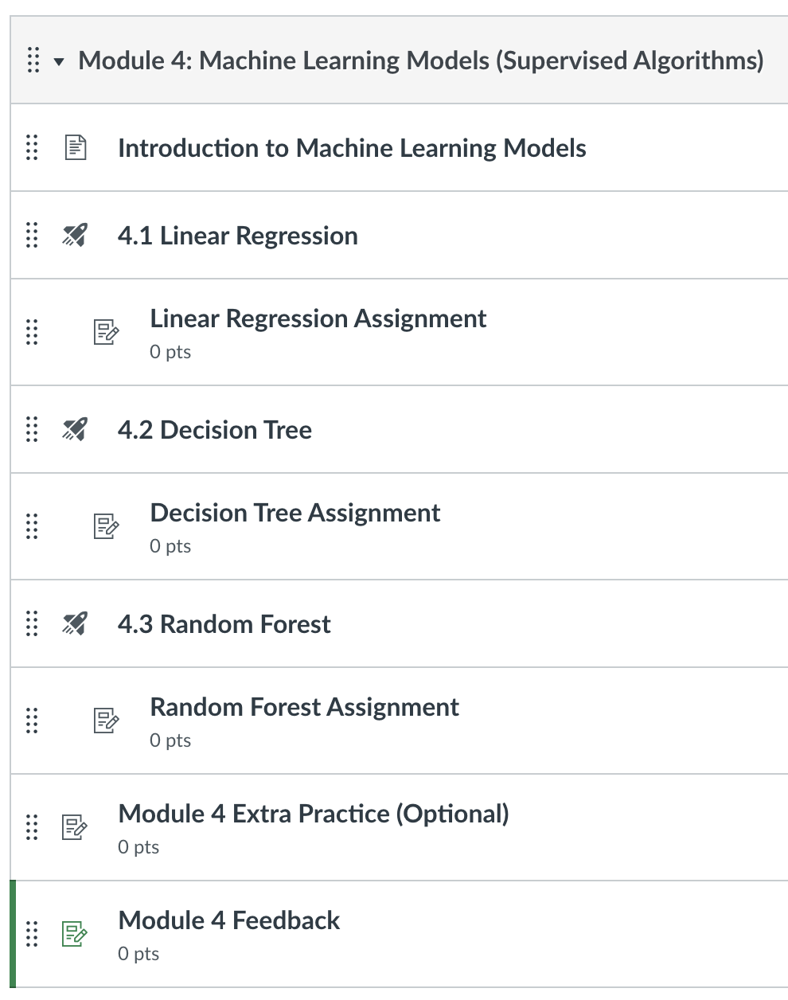 Module 4: Machine Learning Models (Supervised Algorithms)
Introduction to Machine Learning Models
4.1 Linear Regression
Linear Regression Assignment
0 pts
4.2 Decision Tree
Decision Tree Assignment
0 pts
4.3 Random Forest
Random Forest Assignment
0 pts
Module 4 Extra Practice (Optional)
0 pts
Module 4 Feedback
0 pts